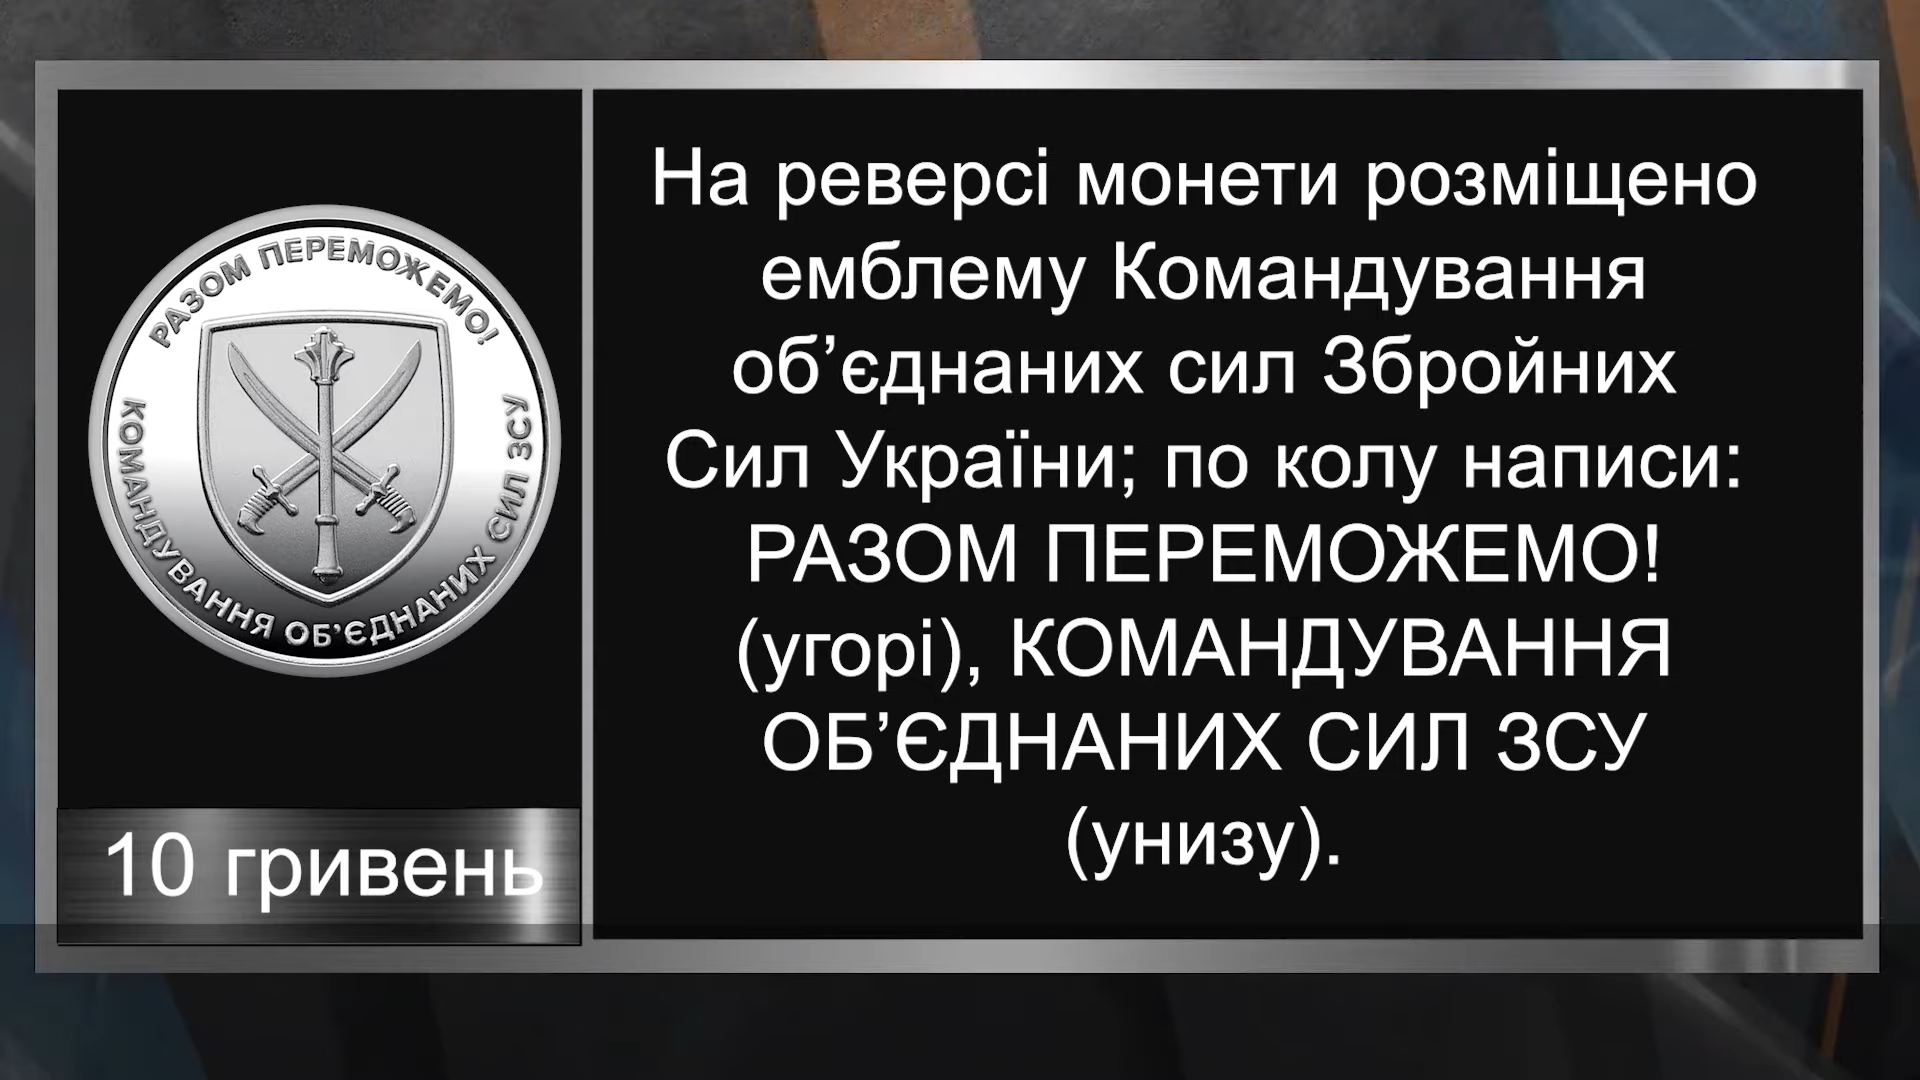 РАЗОМ ПЕРЕМОЖЕМО!
КОМАНДУВАННЯ ОБ’ЄДНАНИХ СИЛ ЗСУ
10 гривень
На реверсі монети розміщено
емблему Командування
об’єднаних сил Збройних
Сил України; по колу написи:
РАЗОМ ПЕРЕМОЖЕМО!
(угорі), КОМАНДУВАННЯ
ОБ’ЄДНАНИХ СИЛ ЗСУ
(унизу).